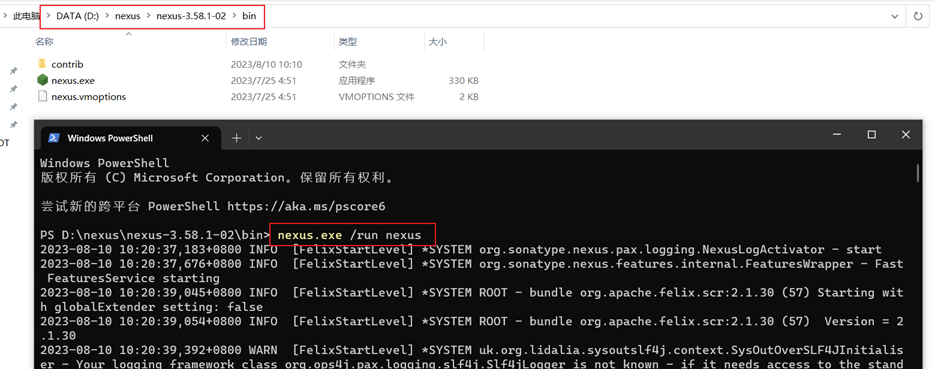 此电脑 > DATA (D:) > nexus > nexus-3.58.1-02 > bin
名称 修改日期 类型 大小
contrib 2023/8/10 10:10 文件夹
nexus.exe 2023/7/25 4:51 应用程序 330 KB
nexus.vmoptions 2023/7/25 4:51 VMOPTIONS 文件 2 KB
OT
Windows PowerShell
Windows PowerShell
版权所有 (C) Microsoft Corporation。保留所有权利。
尝试新的跨平台 PowerShell https://aka.ms/pscore6
PS D:\nexus\nexus-3.58.1-02\bin> nexus.exe /run nexus
2023-08-10 10:20:37,183+0800 INFO  [FelixStartLevel] *SYSTEM org.sonatype.nexus.pax.logging.NexusLogActivator - start
2023-08-10 10:20:37,676+0800 INFO  [FelixStartLevel] *SYSTEM org.sonatype.nexus.features.internal.FeaturesWrapper - Fast
FeaturesService starting
2023-08-10 10:20:39,045+0800 INFO  [FelixStartLevel] *SYSTEM ROOT - bundle org.apache.felix.scr:2.1.30 (57) Starting wit
h globalExtender setting: false
2023-08-10 10:20:39,054+0800 INFO  [FelixStartLevel] *SYSTEM ROOT - bundle org.apache.felix.scr:2.1.30 (57)  Version = 2
.1.30
2023-08-10 10:20:39,392+0800 WARN  [FelixStartLevel] *SYSTEM uk.org.lidalia.sysoutslf4j.context.SysOutOverSLF4JInitialis
er - Your logging framework class org.ops4j.pax.logging.slf4j.Slf4jLogger is not known - if it needs access to the stand